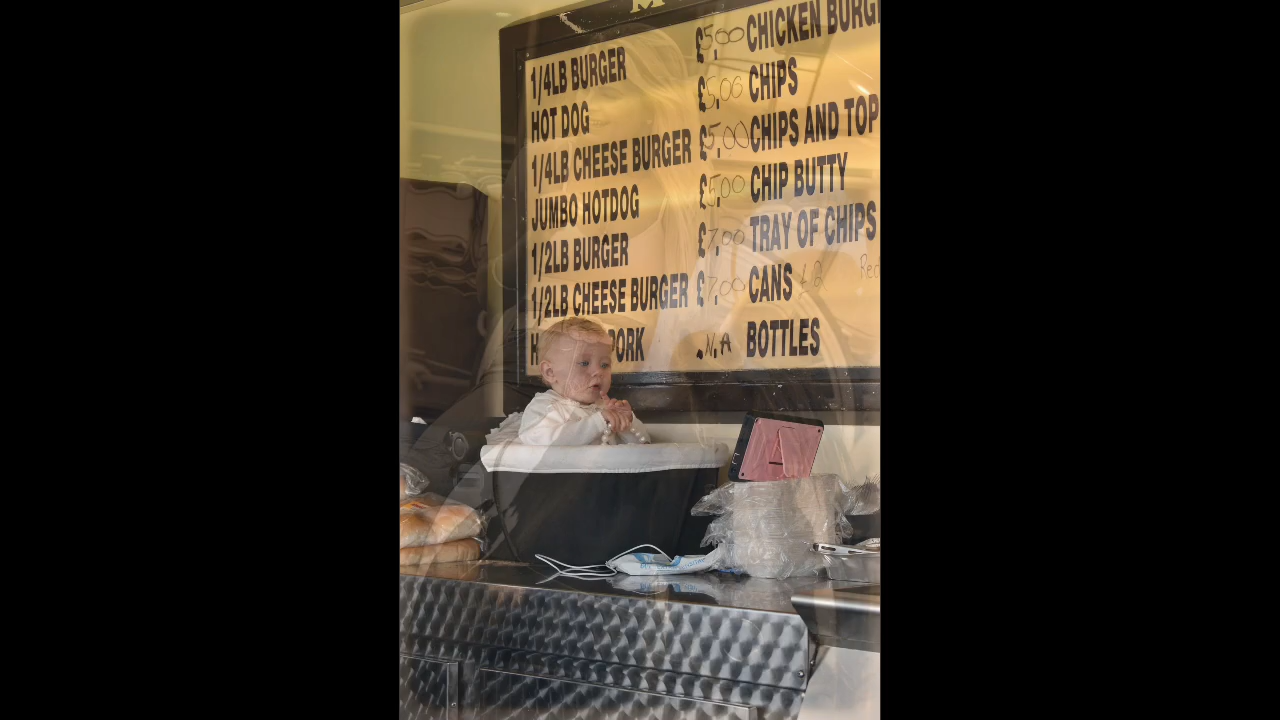 1/4LB BURGER £5.00 CHICKEN BURG
HOT DOG £5.00 CHIPS
1/4LB CHEESE BURGER £5.00 CHIPS AND TOP
JUMBO HOTDOG £5.00 CHIP BUTTY
1/2LB BURGER £7.00 TRAY OF CHIPS
1/2LB CHEESE BURGER £7.00 CANS Red
PORK .N.A BOTTLES